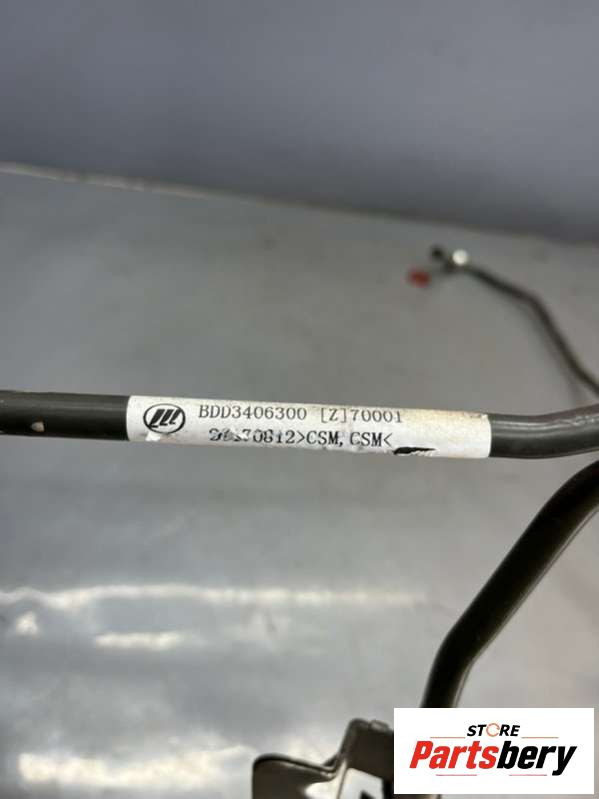 BDD3406300 [Z]70001
>CSM, CSM<
STORE
Partsbery